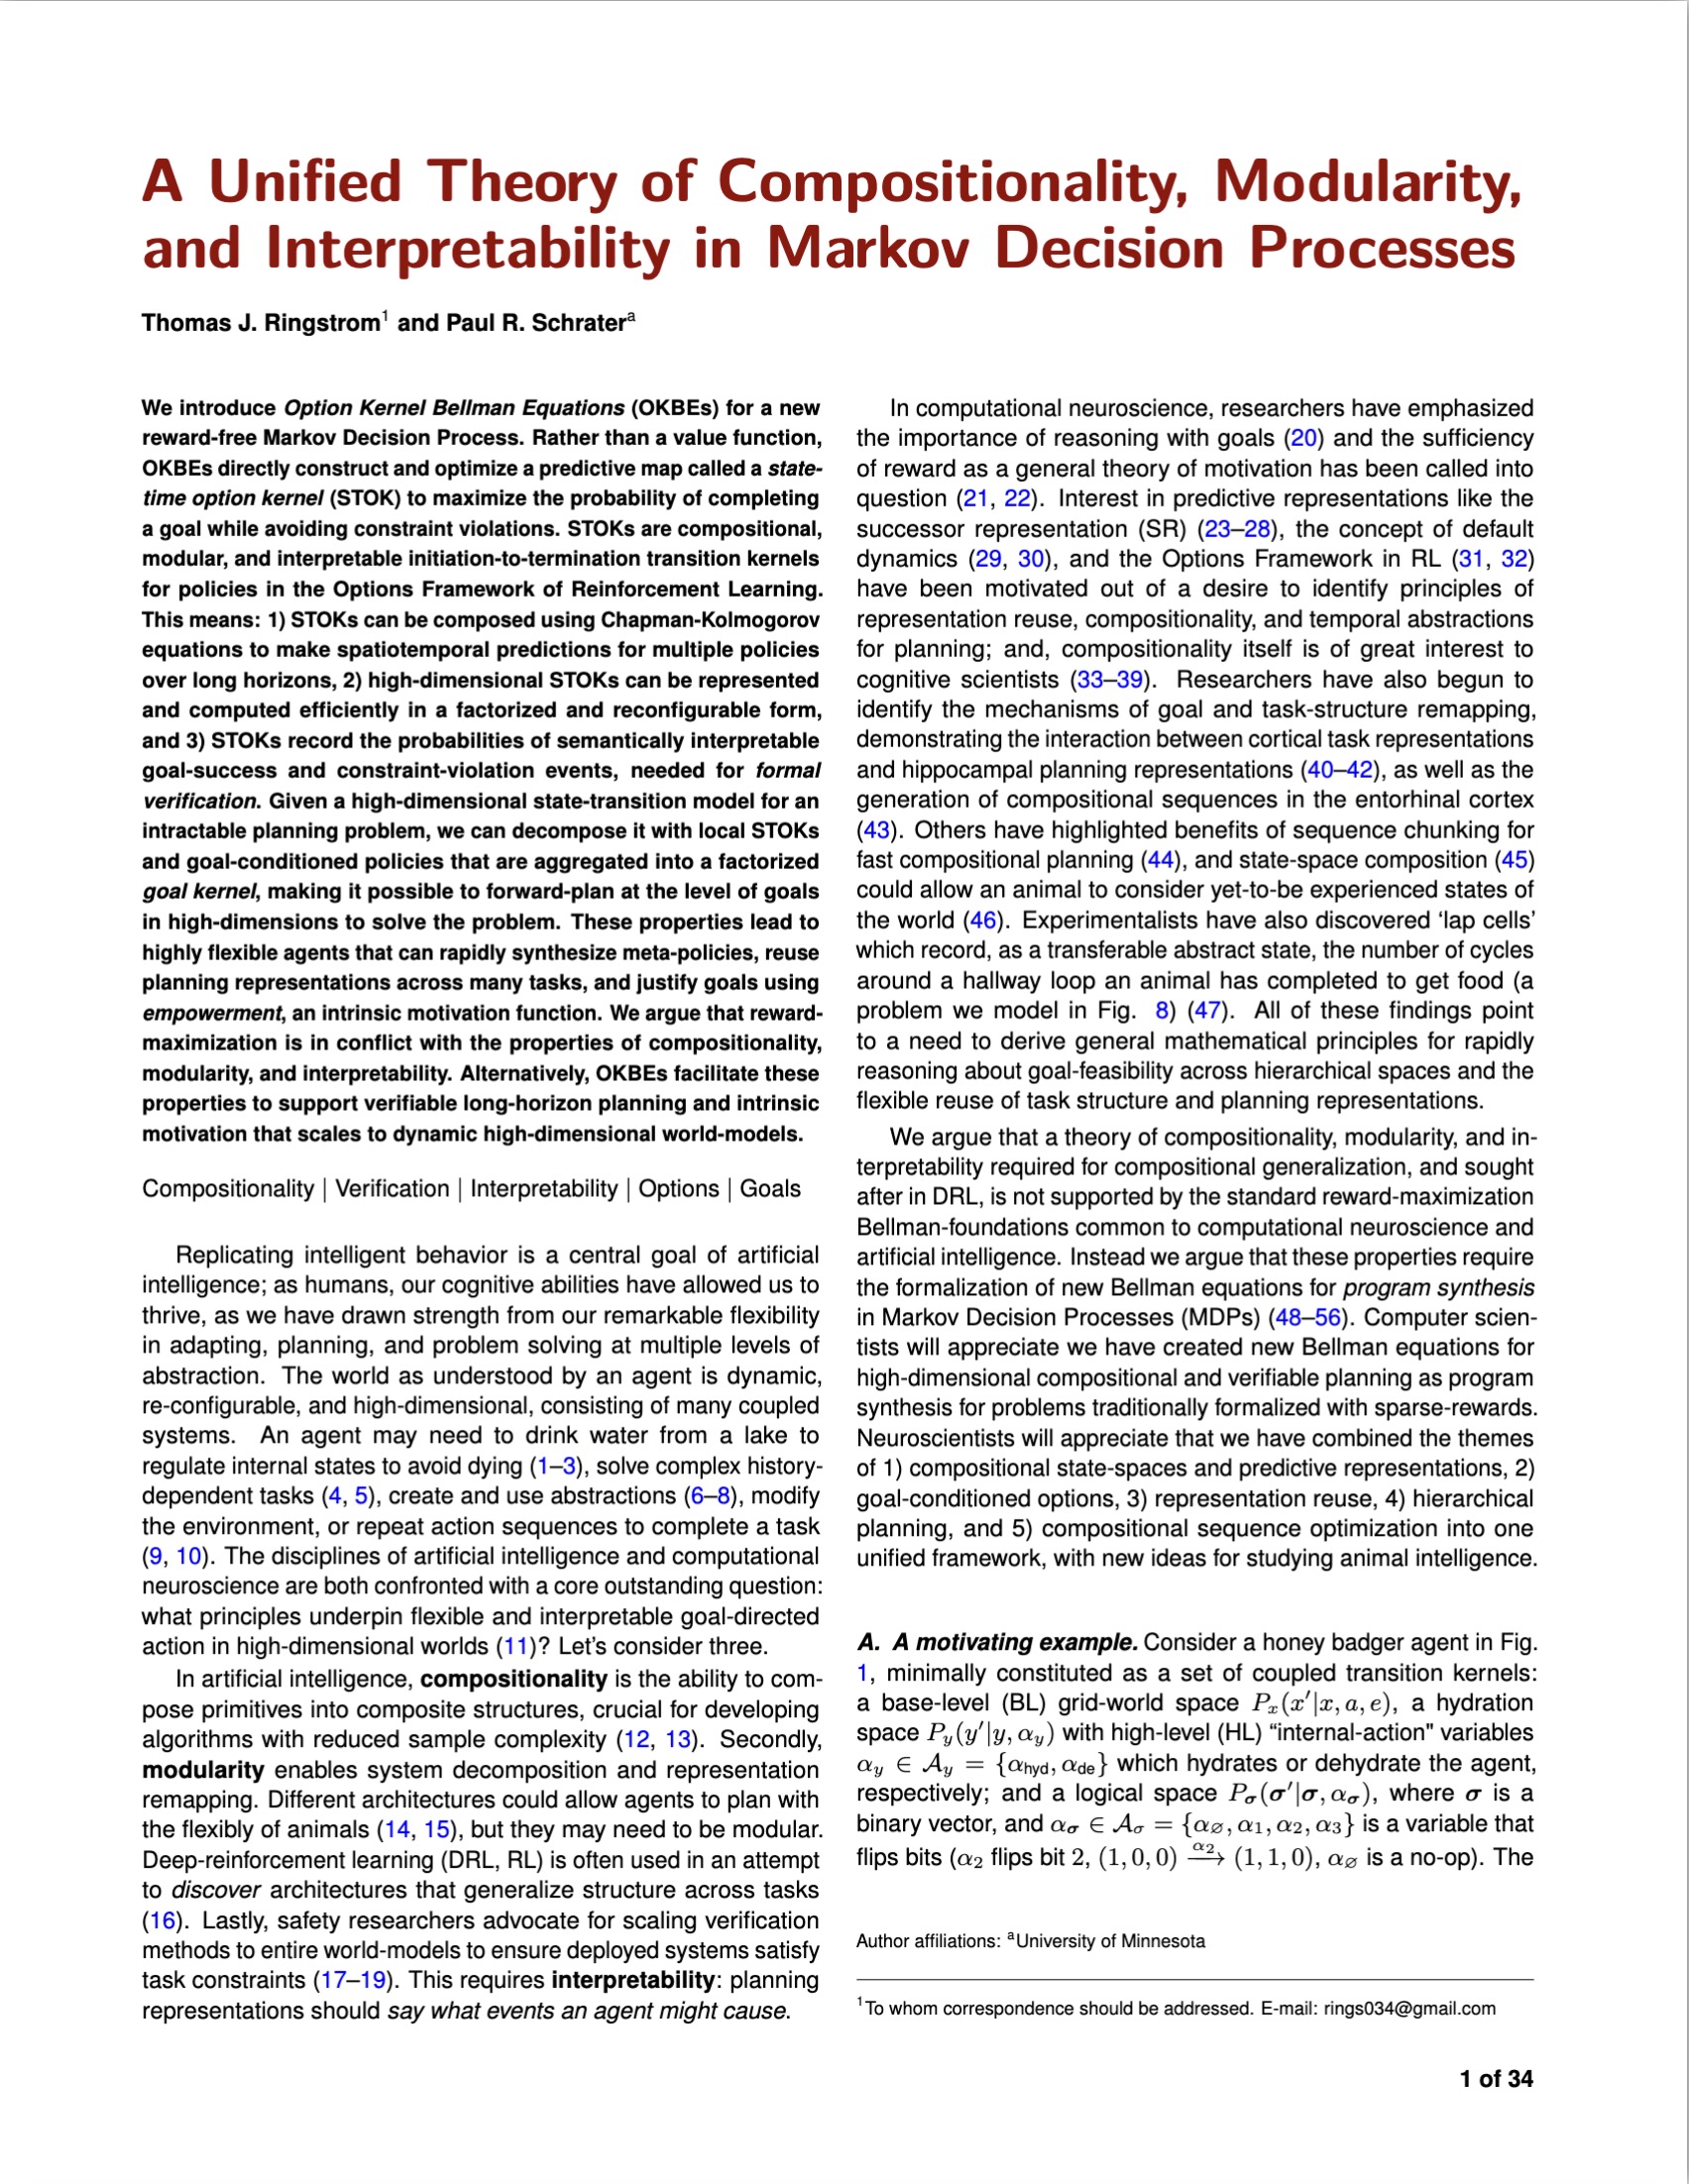 A Unified Theory of Compositionality, Modularity,
and Interpretability in Markov Decision Processes
Thomas J. Ringstrom¹ and Paul R. Schraterᵃ
We introduce Option Kernel Bellman Equations (OKBEs) for a new
reward-free Markov Decision Process. Rather than a value function,
OKBEs directly construct and optimize a predictive map called a state-
time option kernel (STOK) to maximize the probability of completing
a goal while avoiding constraint violations. STOKs are compositional,
modular, and interpretable initiation-to-termination transition kernels
for policies in the Options Framework of Reinforcement Learning.
This means: 1) STOKs can be composed using Chapman-Kolmogorov
equations to make spatiotemporal predictions for multiple policies
over long horizons, 2) high-dimensional STOKs can be represented
and computed efficiently in a factorized and reconfigurable form,
and 3) STOKs record the probabilities of semantically interpretable
goal-success and constraint-violation events, needed for formal
verification. Given a high-dimensional state-transition model for an
intractable planning problem, we can decompose it with local STOKs
and goal-conditioned policies that are aggregated into a factorized
goal kernel, making it possible to forward-plan at the level of goals
in high-dimensions to solve the problem. These properties lead to
highly flexible agents that can rapidly synthesize meta-policies, reuse
planning representations across many tasks, and justify goals using
empowerment, an intrinsic motivation function. We argue that reward-
maximization is in conflict with the properties of compositionality,
modularity, and interpretability. Alternatively, OKBEs facilitate these
properties to support verifiable long-horizon planning and intrinsic
motivation that scales to dynamic high-dimensional world-models.
Compositionality | Verification | Interpretability | Options | Goals
Replicating intelligent behavior is a central goal of artificial
intelligence; as humans, our cognitive abilities have allowed us to
thrive, as we have drawn strength from our remarkable flexibility
in adapting, planning, and problem solving at multiple levels of
abstraction. The world as understood by an agent is dynamic,
re-configurable, and high-dimensional, consisting of many coupled
systems. An agent may need to drink water from a lake to
regulate internal states to avoid dying (1–3), solve complex history-
dependent tasks (4, 5), create and use abstractions (6–8), modify
the environment, or repeat action sequences to complete a task
(9, 10). The disciplines of artificial intelligence and computational
neuroscience are both confronted with a core outstanding question:
what principles underpin flexible and interpretable goal-directed
action in high-dimensional worlds (11)? Let's consider three.
In artificial intelligence, compositionality is the ability to com-
pose primitives into composite structures, crucial for developing
algorithms with reduced sample complexity (12, 13). Secondly,
modularity enables system decomposition and representation
remapping. Different architectures could allow agents to plan with
the flexibly of animals (14, 15), but they may need to be modular.
Deep-reinforcement learning (DRL, RL) is often used in an attempt
to discover architectures that generalize structure across tasks
(16). Lastly, safety researchers advocate for scaling verification
methods to entire world-models to ensure deployed systems satisfy
task constraints (17–19). This requires interpretability: planning
representations should say what events an agent might cause.
In computational neuroscience, researchers have emphasized
the importance of reasoning with goals (20) and the sufficiency
of reward as a general theory of motivation has been called into
question (21, 22). Interest in predictive representations like the
successor representation (SR) (23–28), the concept of default
dynamics (29, 30), and the Options Framework in RL (31, 32)
have been motivated out of a desire to identify principles of
representation reuse, compositionality, and temporal abstractions
for planning; and, compositionality itself is of great interest to
cognitive scientists (33–39). Researchers have also begun to
identify the mechanisms of goal and task-structure remapping,
demonstrating the interaction between cortical task representations
and hippocampal planning representations (40–42), as well as the
generation of compositional sequences in the entorhinal cortex
(43). Others have highlighted benefits of sequence chunking for
fast compositional planning (44), and state-space composition (45)
could allow an animal to consider yet-to-be experienced states of
the world (46). Experimentalists have also discovered ‘lap cells’
which record, as a transferable abstract state, the number of cycles
around a hallway loop an animal has completed to get food (a
problem we model in Fig. 8) (47). All of these findings point
to a need to derive general mathematical principles for rapidly
reasoning about goal-feasibility across hierarchical spaces and the
flexible reuse of task structure and planning representations.
We argue that a theory of compositionality, modularity, and in-
terpretability required for compositional generalization, and sought
after in DRL, is not supported by the standard reward-maximization
Bellman-foundations common to computational neuroscience and
artificial intelligence. Instead we argue that these properties require
the formalization of new Bellman equations for program synthesis
in Markov Decision Processes (MDPs) (48–56). Computer scien-
tists will appreciate we have created new Bellman equations for
high-dimensional compositional and verifiable planning as program
synthesis for problems traditionally formalized with sparse-rewards.
Neuroscientists will appreciate that we have combined the themes
of 1) compositional state-spaces and predictive representations, 2)
goal-conditioned options, 3) representation reuse, 4) hierarchical
planning, and 5) compositional sequence optimization into one
unified framework, with new ideas for studying animal intelligence.
A. A motivating example. Consider a honey badger agent in Fig.
1, minimally constituted as a set of coupled transition kernels:
a base-level (BL) grid-world space Pₓ(x′|x, a, e), a hydration
space P_y(y′|y, α_y) with high-level (HL) “internal-action" variables
α_y ∈ 𝒜_y = {α_hyd, α_de} which hydrates or dehydrate the agent,
respectively; and a logical space P_σ(σ′|σ, α_σ), where σ is a
binary vector, and α_σ ∈ 𝒜_σ = {α_∅, α₁, α₂, α₃} is a variable that
flips bits (α₂ flips bit 2, (1, 0, 0) —α₂→ (1, 1, 0), α_∅ is a no-op). The
Author affiliations: ᵃUniversity of Minnesota
¹To whom correspondence should be addressed. E-mail: rings034@gmail.com
1 of 34